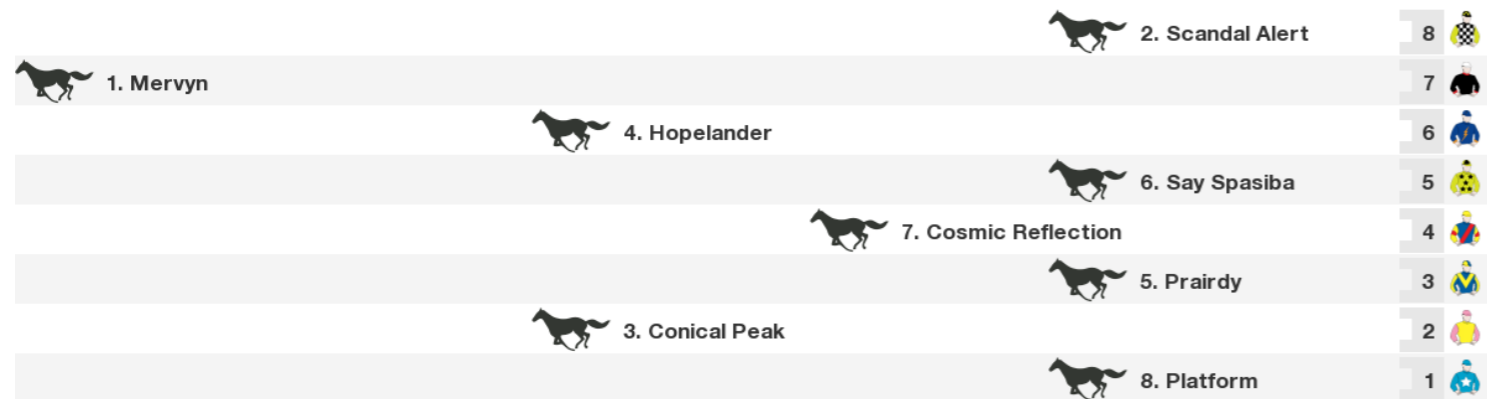 2. Scandal Alert 8
1. Mervyn 7
4. Hopelander 6
6. Say Spasiba 5
7. Cosmic Reflection 4
5. Prairdy 3
3. Conical Peak 2
8. Platform 1